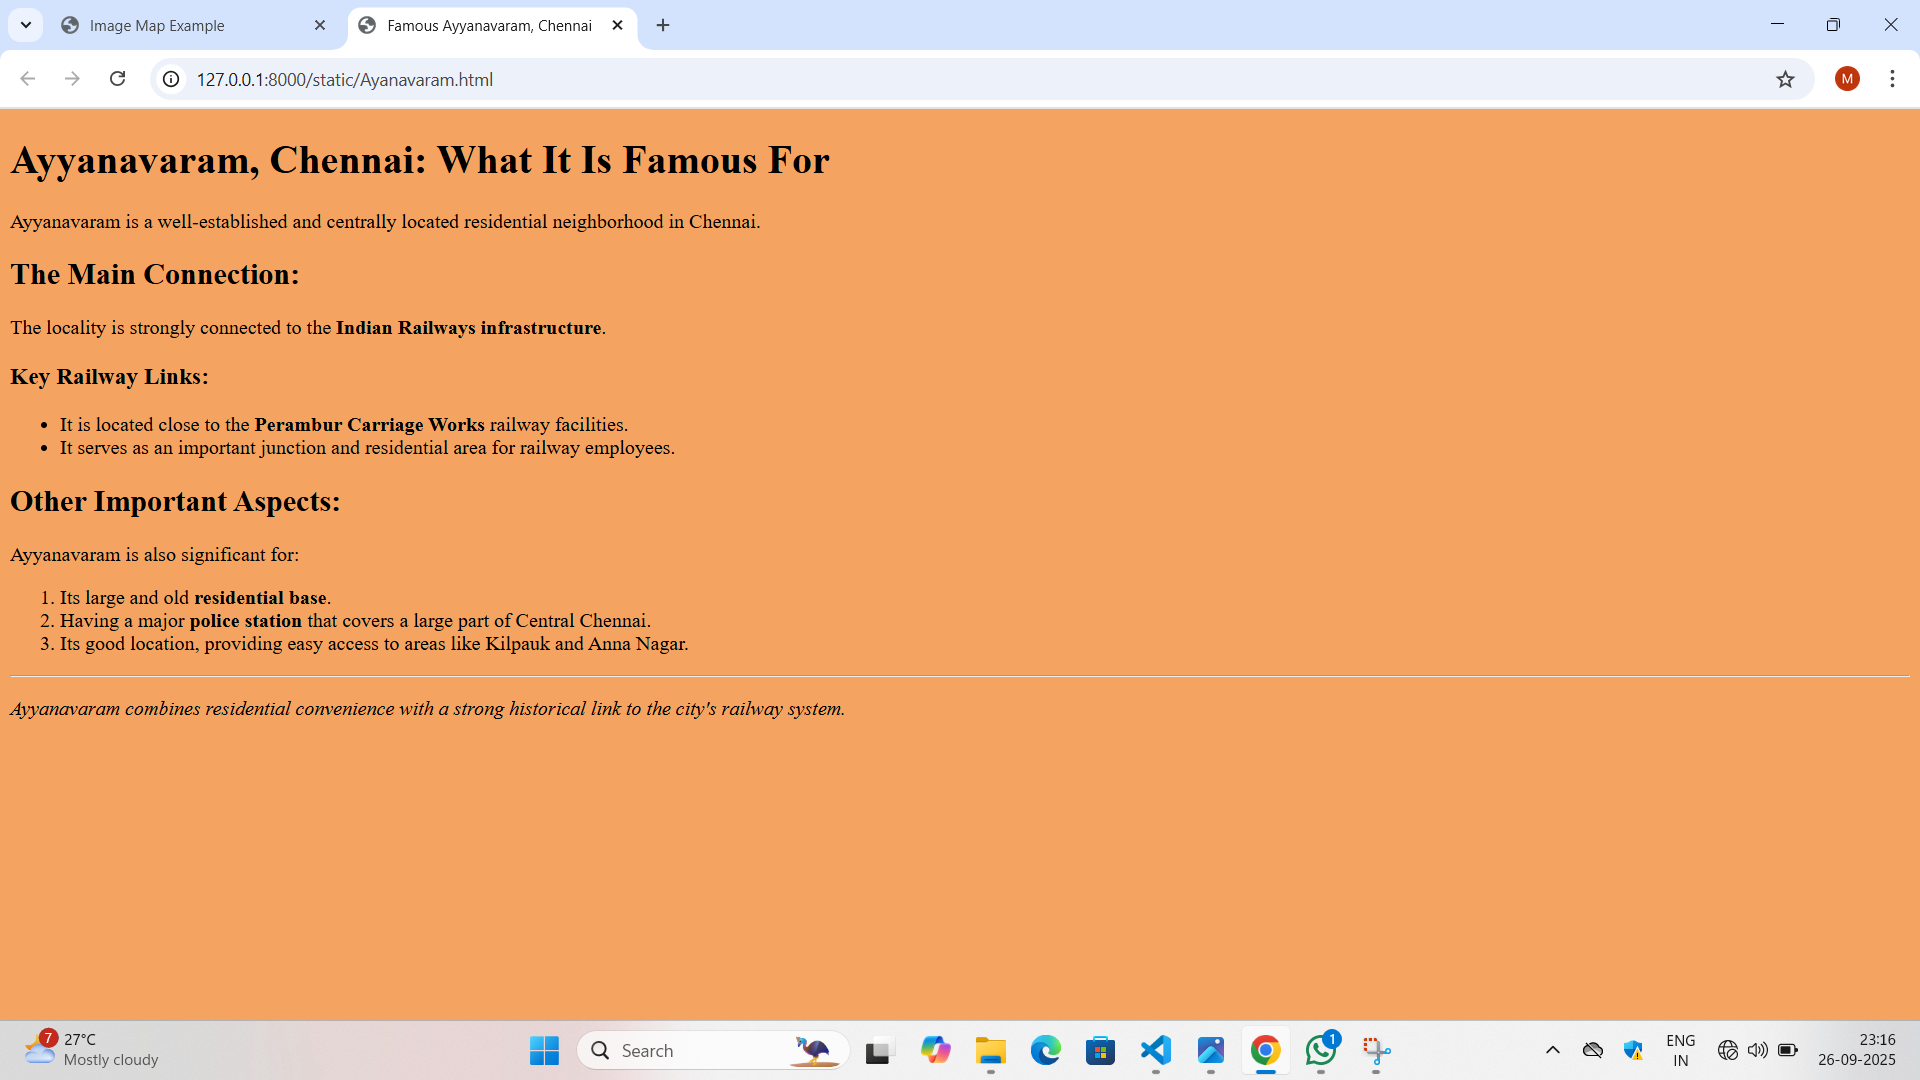 Image Map Example
Famous Ayyanavaram, Chennai
127.0.0.1:8000/static/Ayanavaram.html
M
Ayyanavaram, Chennai: What It Is Famous For
Ayyanavaram is a well-established and centrally located residential neighborhood in Chennai.
The Main Connection:
The locality is strongly connected to the Indian Railways infrastructure.
Key Railway Links:
• It is located close to the Perambur Carriage Works railway facilities.
• It serves as an important junction and residential area for railway employees.
Other Important Aspects:
Ayyanavaram is also significant for:
1. Its large and old residential base.
2. Having a major police station that covers a large part of Central Chennai.
3. Its good location, providing easy access to areas like Kilpauk and Anna Nagar.
Ayyanavaram combines residential convenience with a strong historical link to the city's railway system.
7
27°C
Mostly cloudy
Search
1
ENG
IN
23:16
26-09-2025